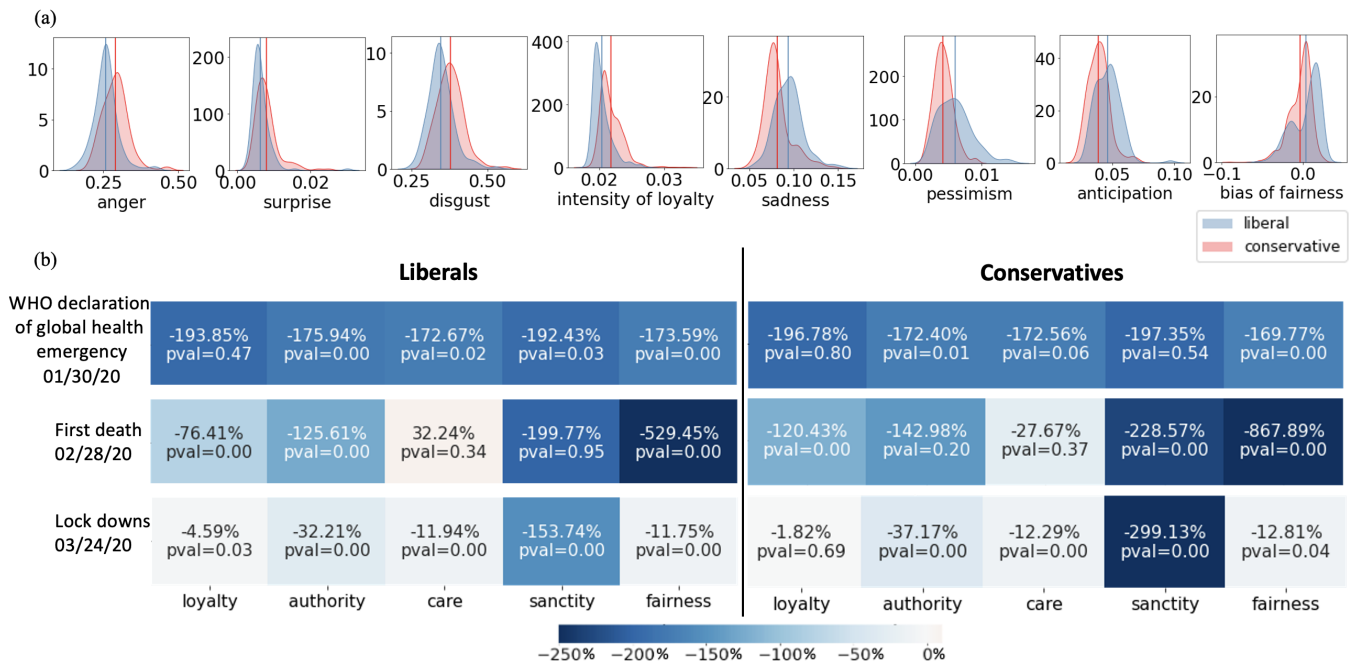 (a)
10
5
0
0.25 0.50
anger
200
100
0
0.00 0.02
surprise
10
5
0
0.25 0.50
disgust
400
200
0
0.02 0.03
intensity of loyalty
20
0
0.05 0.10 0.15
sadness
200
100
0
0.00 0.01
pessimism
40
20
0
0.05 0.10
anticipation
20
0
−0.1 0.0
bias of fairness
liberal
conservative
(b)
Liberals
Conservatives
WHO declaration
of global health
emergency
01/30/20
-193.85% -175.94% -172.67% -192.43% -173.59%
pval=0.47 pval=0.00 pval=0.02 pval=0.03 pval=0.00
-196.78% -172.40% -172.56% -197.35% -169.77%
pval=0.80 pval=0.01 pval=0.06 pval=0.54 pval=0.00
First death
02/28/20
-76.41% -125.61% 32.24% -199.77% -529.45%
pval=0.00 pval=0.00 pval=0.34 pval=0.95 pval=0.00
-120.43% -142.98% -27.67% -228.57% -867.89%
pval=0.00 pval=0.20 pval=0.37 pval=0.00 pval=0.00
Lock downs
03/24/20
-4.59% -32.21% -11.94% -153.74% -11.75%
pval=0.03 pval=0.00 pval=0.00 pval=0.00 pval=0.00
-1.82% -37.17% -12.29% -299.13% -12.81%
pval=0.69 pval=0.00 pval=0.00 pval=0.00 pval=0.04
loyalty authority care sanctity fairness
loyalty authority care sanctity fairness
−250% −200% −150% −100% −50% 0%